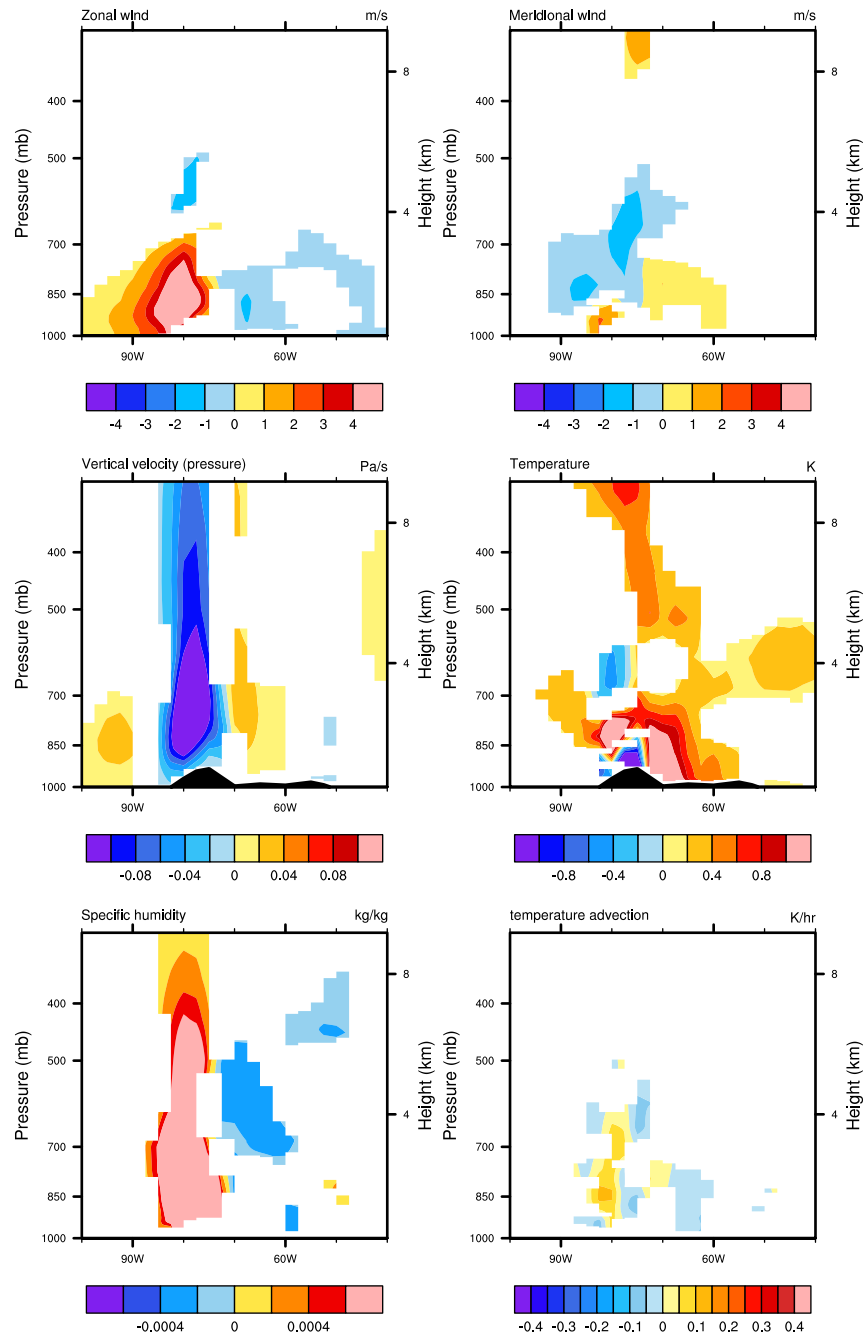 Zonal wind m/s
Pressure (mb)
400
500
700
850
1000
8
4
Height (km)
90W 60W
-4 -3 -2 -1 0 1 2 3 4
Meridional wind m/s
Pressure (mb)
400
500
700
850
1000
8
4
Height (km)
90W 60W
-4 -3 -2 -1 0 1 2 3 4
Vertical velocity (pressure) Pa/s
Pressure (mb)
400
500
700
850
1000
8
4
Height (km)
90W 60W
-0.08 -0.04 0 0.04 0.08
Temperature K
Pressure (mb)
400
500
700
850
1000
8
4
Height (km)
90W 60W
-0.8 -0.4 0 0.4 0.8
Specific humidity kg/kg
Pressure (mb)
400
500
700
850
1000
8
4
Height (km)
90W 60W
-0.0004 0 0.0004
temperature advection K/hr
Pressure (mb)
400
500
700
850
1000
8
4
Height (km)
90W 60W
-0.4 -0.3 -0.2 -0.1 0 0.1 0.2 0.3 0.4